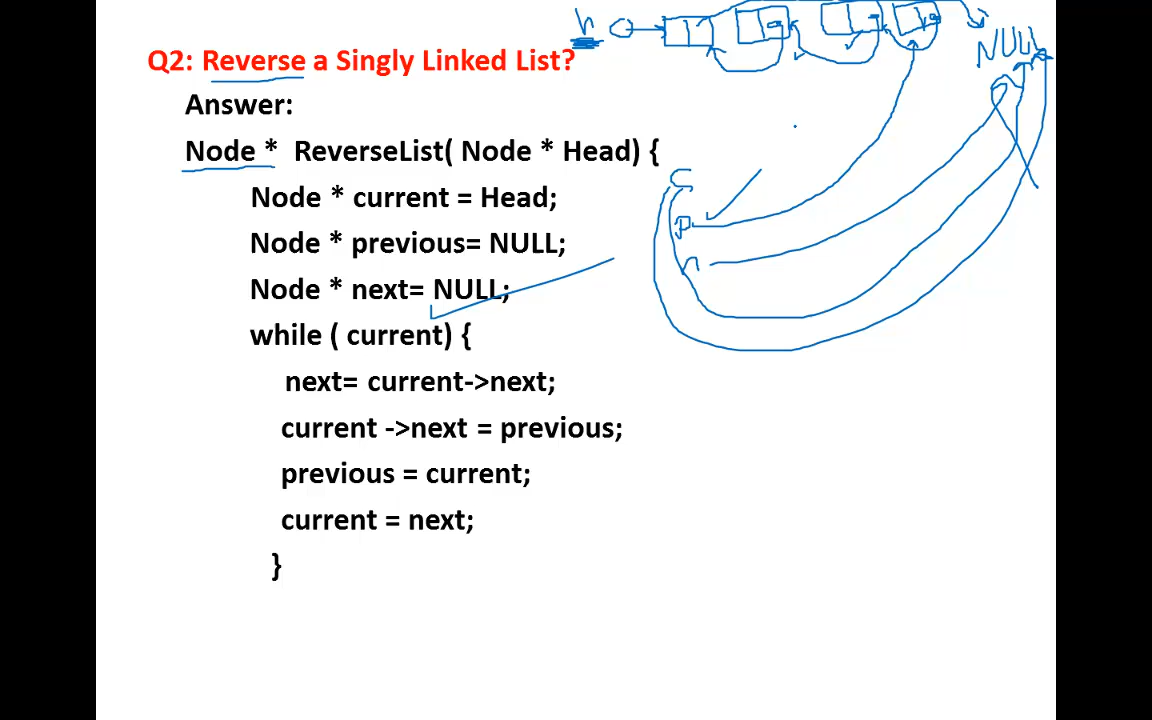 h
NULL
Q2: Reverse a Singly Linked List?
Answer:
Node * ReverseList( Node * Head) {
Node * current = Head;
C
P
Node * previous= NULL;
n
Node * next= NULL;
while ( current) {
next= current->next;
current ->next = previous;
previous = current;
current = next;
}